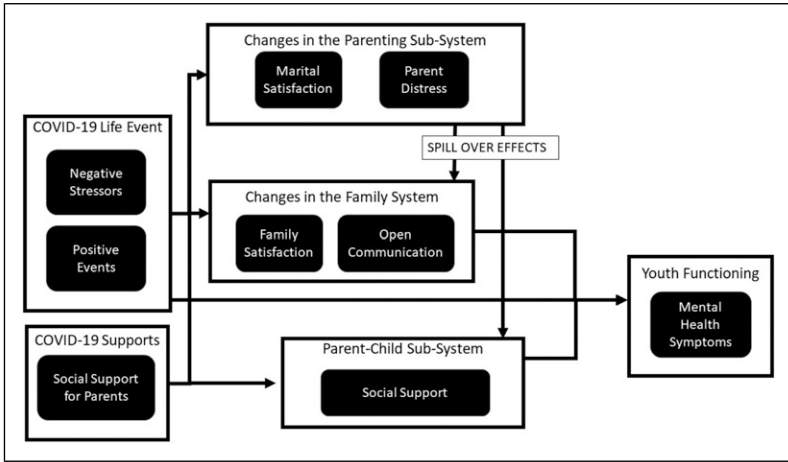 Changes in the Parenting Sub-System
Marital
Satisfaction
Parent
Distress
SPILL OVER EFFECTS
COVID-19 Life Event
Negative
Stressors
Positive
Events
Changes in the Family System
Family
Satisfaction
Open
Communication
Youth Functioning
Mental
Health
Symptoms
COVID-19 Supports
Social Support
for Parents
Parent-Child Sub-System
Social Support